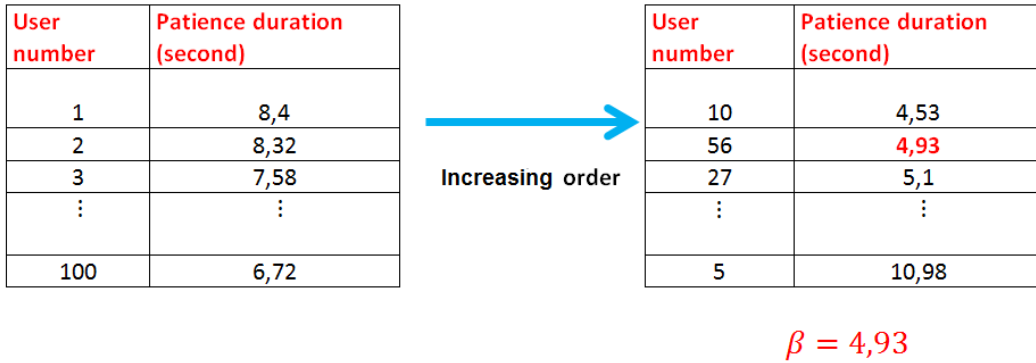 User number Patience duration (second)
1 8,4
2 8,32
3 7,58
⋮ ⋮
100 6,72
Increasing order
User number Patience duration (second)
10 4,53
56 4,93
27 5,1
⋮ ⋮
5 10,98
β = 4,93